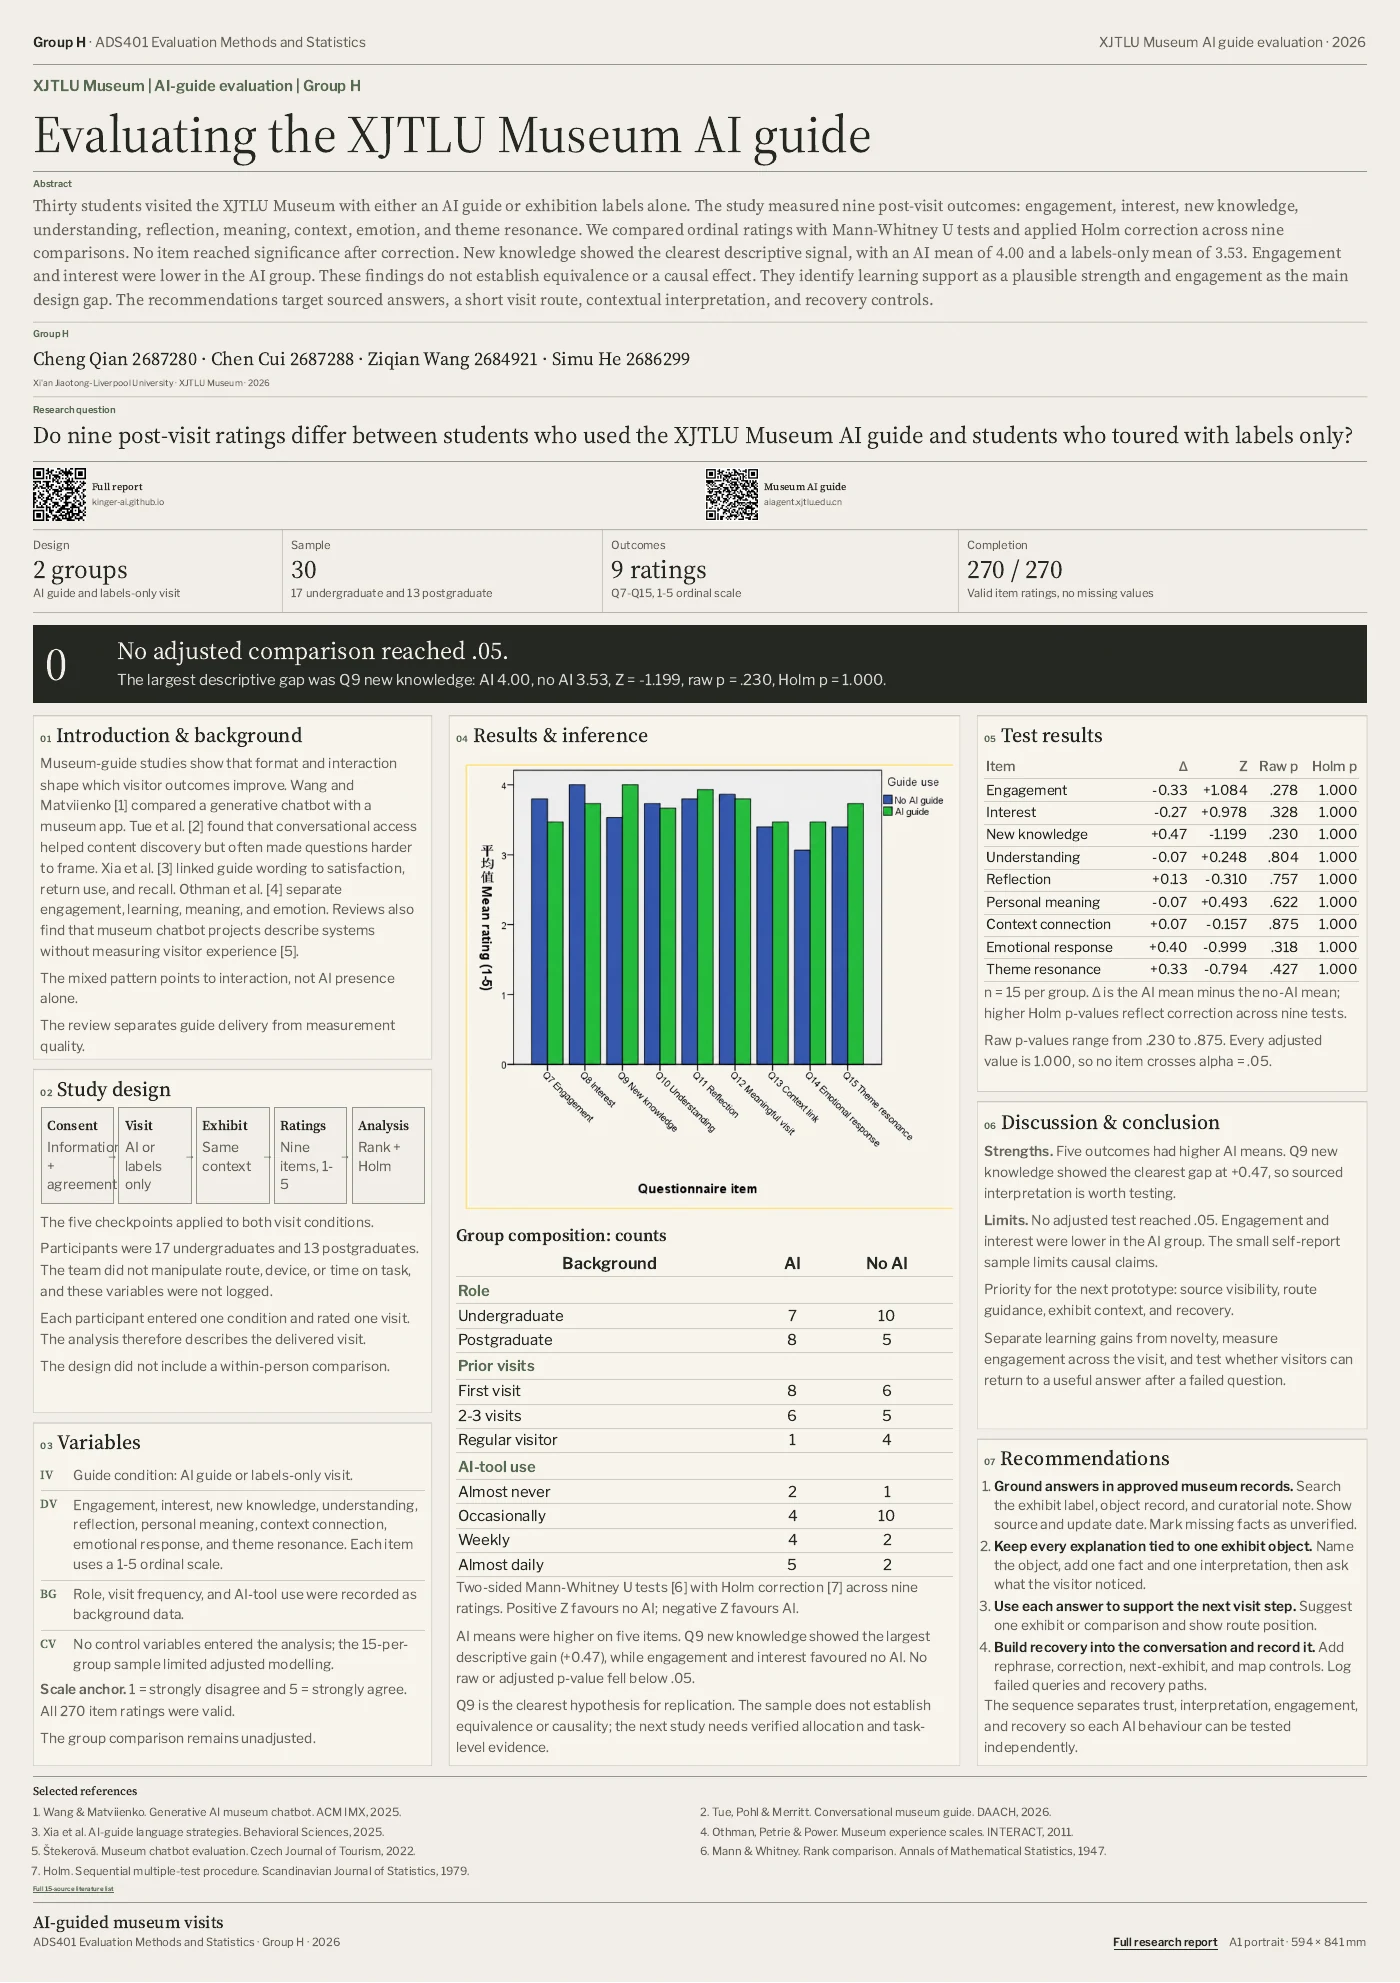 Group H · ADS401 Evaluation Methods and Statistics
XJTLU Museum AI guide evaluation · 2026
XJTLU Museum | AI-guide evaluation | Group H
Evaluating the XJTLU Museum AI guide
Abstract
Thirty students visited the XJTLU Museum with either an AI guide or exhibition labels alone. The study measured nine post-visit outcomes: engagement, interest, new knowledge,
understanding, reflection, meaning, context, emotion, and theme resonance. We compared ordinal ratings with Mann-Whitney U tests and applied Holm correction across nine
comparisons. No item reached significance after correction. New knowledge showed the clearest descriptive signal, with an AI mean of 4.00 and a labels-only mean of 3.53. Engagement
and interest were lower in the AI group. These findings do not establish equivalence or a causal effect. They identify learning support as a plausible strength and engagement as the main
design gap. The recommendations target sourced answers, a short visit route, contextual interpretation, and recovery controls.
Group H
Cheng Qian 2687280 · Chen Cui 2687288 · Ziqian Wang 2684921 · Simu He 2686299
Xi'an Jiaotong-Liverpool University · XJTLU Museum · 2026
Research question
Do nine post-visit ratings differ between students who used the XJTLU Museum AI guide and students who toured with labels only?
Full report
kinger-ai.github.io
Museum AI guide
aiagent.xjtlu.edu.cn
Design
2 groups
AI guide and labels-only visit
Sample
30
17 undergraduate and 13 postgraduate
Outcomes
9 ratings
Q7-Q15, 1-5 ordinal scale
Completion
270 / 270
Valid item ratings, no missing values
0
No adjusted comparison reached .05.
The largest descriptive gap was Q9 new knowledge: AI 4.00, no AI 3.53, Z = -1.199, raw p = .230, Holm p = 1.000.
01 Introduction & background
Museum-guide studies show that format and interaction
shape which visitor outcomes improve. Wang and
Matviienko [1] compared a generative chatbot with a
museum app. Tue et al. [2] found that conversational access
helped content discovery but often made questions harder
to frame. Xia et al. [3] linked guide wording to satisfaction,
return use, and recall. Othman et al. [4] separate
engagement, learning, meaning, and emotion. Reviews also
find that museum chatbot projects describe systems
without measuring visitor experience [5].
The mixed pattern points to interaction, not AI presence
alone.
The review separates guide delivery from measurement
quality.
02 Study design
Consent
Information
+
agreement
→
Visit
AI or
labels
only
→
Exhibit
Same
context
→
Ratings
Nine
items, 1-
5
→
Analysis
Rank +
Holm
The five checkpoints applied to both visit conditions.
Participants were 17 undergraduates and 13 postgraduates.
The team did not manipulate route, device, or time on task,
and these variables were not logged.
Each participant entered one condition and rated one visit.
The analysis therefore describes the delivered visit.
The design did not include a within-person comparison.
03 Variables
IV Guide condition: AI guide or labels-only visit.
DV Engagement, interest, new knowledge, understanding,
reflection, personal meaning, context connection,
emotional response, and theme resonance. Each item
uses a 1-5 ordinal scale.
BG Role, visit frequency, and AI-tool use were recorded as
background data.
CV No control variables entered the analysis; the 15-per-
group sample limited adjusted modelling.
Scale anchor. 1 = strongly disagree and 5 = strongly agree.
All 270 item ratings were valid.
The group comparison remains unadjusted.
04 Results & inference
平均值 Mean rating (1-5)
4
3
2
1
0
Guide use
No AI guide
AI guide
Q7 Engagement
Q8 Interest
Q9 New knowledge
Q10 Understanding
Q11 Reflection
Q12 Meaningful visit
Q13 Context link
Q14 Emotional response
Q15 Theme resonance
Questionnaire item
Group composition: counts
Background AI No AI
Role
Undergraduate 7 10
Postgraduate 8 5
Prior visits
First visit 8 6
2-3 visits 6 5
Regular visitor 1 4
AI-tool use
Almost never 2 1
Occasionally 4 10
Weekly 4 2
Almost daily 5 2
Two-sided Mann-Whitney U tests [6] with Holm correction [7] across nine
ratings. Positive Z favours no AI; negative Z favours AI.
AI means were higher on five items. Q9 new knowledge showed the largest
descriptive gain (+0.47), while engagement and interest favoured no AI. No
raw or adjusted p-value fell below .05.
Q9 is the clearest hypothesis for replication. The sample does not establish
equivalence or causality; the next study needs verified allocation and task-
level evidence.
05 Test results
Item Δ Z Raw p Holm p
Engagement -0.33 +1.084 .278 1.000
Interest -0.27 +0.978 .328 1.000
New knowledge +0.47 -1.199 .230 1.000
Understanding -0.07 +0.248 .804 1.000
Reflection +0.13 -0.310 .757 1.000
Personal meaning -0.07 +0.493 .622 1.000
Context connection +0.07 -0.157 .875 1.000
Emotional response +0.40 -0.999 .318 1.000
Theme resonance +0.33 -0.794 .427 1.000
n = 15 per group. Δ is the AI mean minus the no-AI mean;
higher Holm p-values reflect correction across nine tests.
Raw p-values range from .230 to .875. Every adjusted
value is 1.000, so no item crosses alpha = .05.
06 Discussion & conclusion
Strengths. Five outcomes had higher AI means. Q9 new
knowledge showed the clearest gap at +0.47, so sourced
interpretation is worth testing.
Limits. No adjusted test reached .05. Engagement and
interest were lower in the AI group. The small self-report
sample limits causal claims.
Priority for the next prototype: source visibility, route
guidance, exhibit context, and recovery.
Separate learning gains from novelty, measure
engagement across the visit, and test whether visitors can
return to a useful answer after a failed question.
07 Recommendations
1. Ground answers in approved museum records. Search
the exhibit label, object record, and curatorial note. Show
source and update date. Mark missing facts as unverified.
2. Keep every explanation tied to one exhibit object. Name
the object, add one fact and one interpretation, then ask
what the visitor noticed.
3. Use each answer to support the next visit step. Suggest
one exhibit or comparison and show route position.
4. Build recovery into the conversation and record it. Add
rephrase, correction, next-exhibit, and map controls. Log
failed queries and recovery paths.
The sequence separates trust, interpretation, engagement,
and recovery so each AI behaviour can be tested
independently.
Selected references
1. Wang & Matviienko. Generative AI museum chatbot. ACM IMX, 2025.
2. Tue, Pohl & Merritt. Conversational museum guide. DAACH, 2026.
3. Xia et al. AI-guide language strategies. Behavioral Sciences, 2025.
4. Othman, Petrie & Power. Museum experience scales. INTERACT, 2011.
5. Štekerová. Museum chatbot evaluation. Czech Journal of Tourism, 2022.
6. Mann & Whitney. Rank comparison. Annals of Mathematical Statistics, 1947.
7. Holm. Sequential multiple-test procedure. Scandinavian Journal of Statistics, 1979.
Full 15-source literature list
AI-guided museum visits
ADS401 Evaluation Methods and Statistics · Group H · 2026
Full research report A1 portrait · 594 × 841 mm